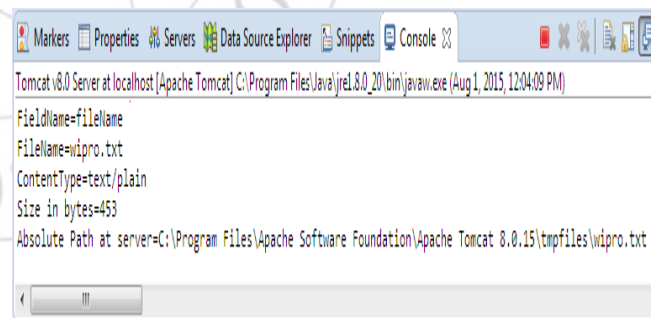 Markers Properties Servers Data Source Explorer Snippets Console
Tomcat v8.0 Server at localhost [Apache Tomcat] C:\Program Files\Java\jre1.8.0_20\bin\javaw.exe (Aug 1, 2015, 12:04:09 PM)
FieldName=fileName
FileName=wipro.txt
ContentType=text/plain
Size in bytes=453
Absolute Path at server=C:\Program Files\Apache Software Foundation\Apache Tomcat 8.0.15\tmpfiles\wipro.txt